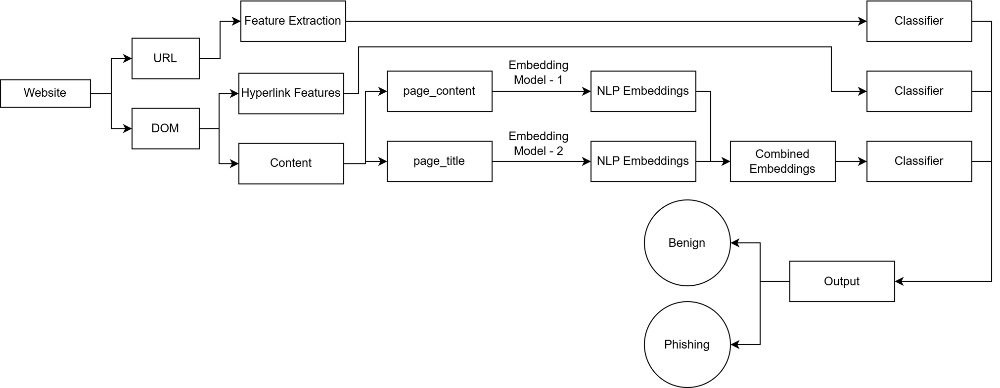 Feature Extraction
Classifier
URL
Website
Hyperlink Features
DOM
Content
page_content
Embedding
Model - 1
NLP Embeddings
Classifier
page_title
Embedding
Model - 2
NLP Embeddings
Combined
Embeddings
Classifier
Benign
Output
Phishing